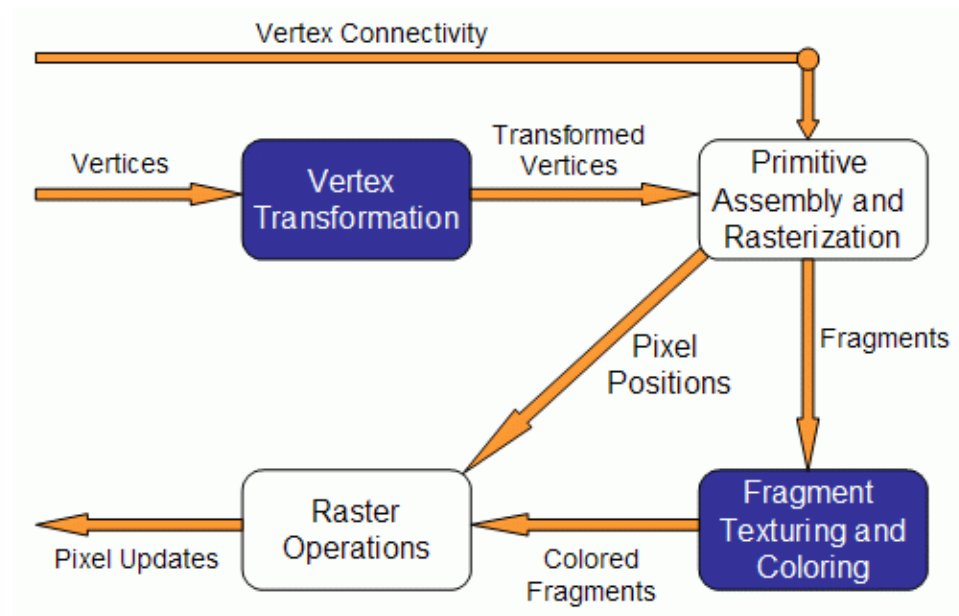 Vertex Connectivity
Vertices
Vertex
Transformation
Transformed
Vertices
Primitive
Assembly and
Rasterization
Pixel
Positions
Fragments
Fragment
Texturing and
Coloring
Colored
Fragments
Raster
Operations
Pixel Updates